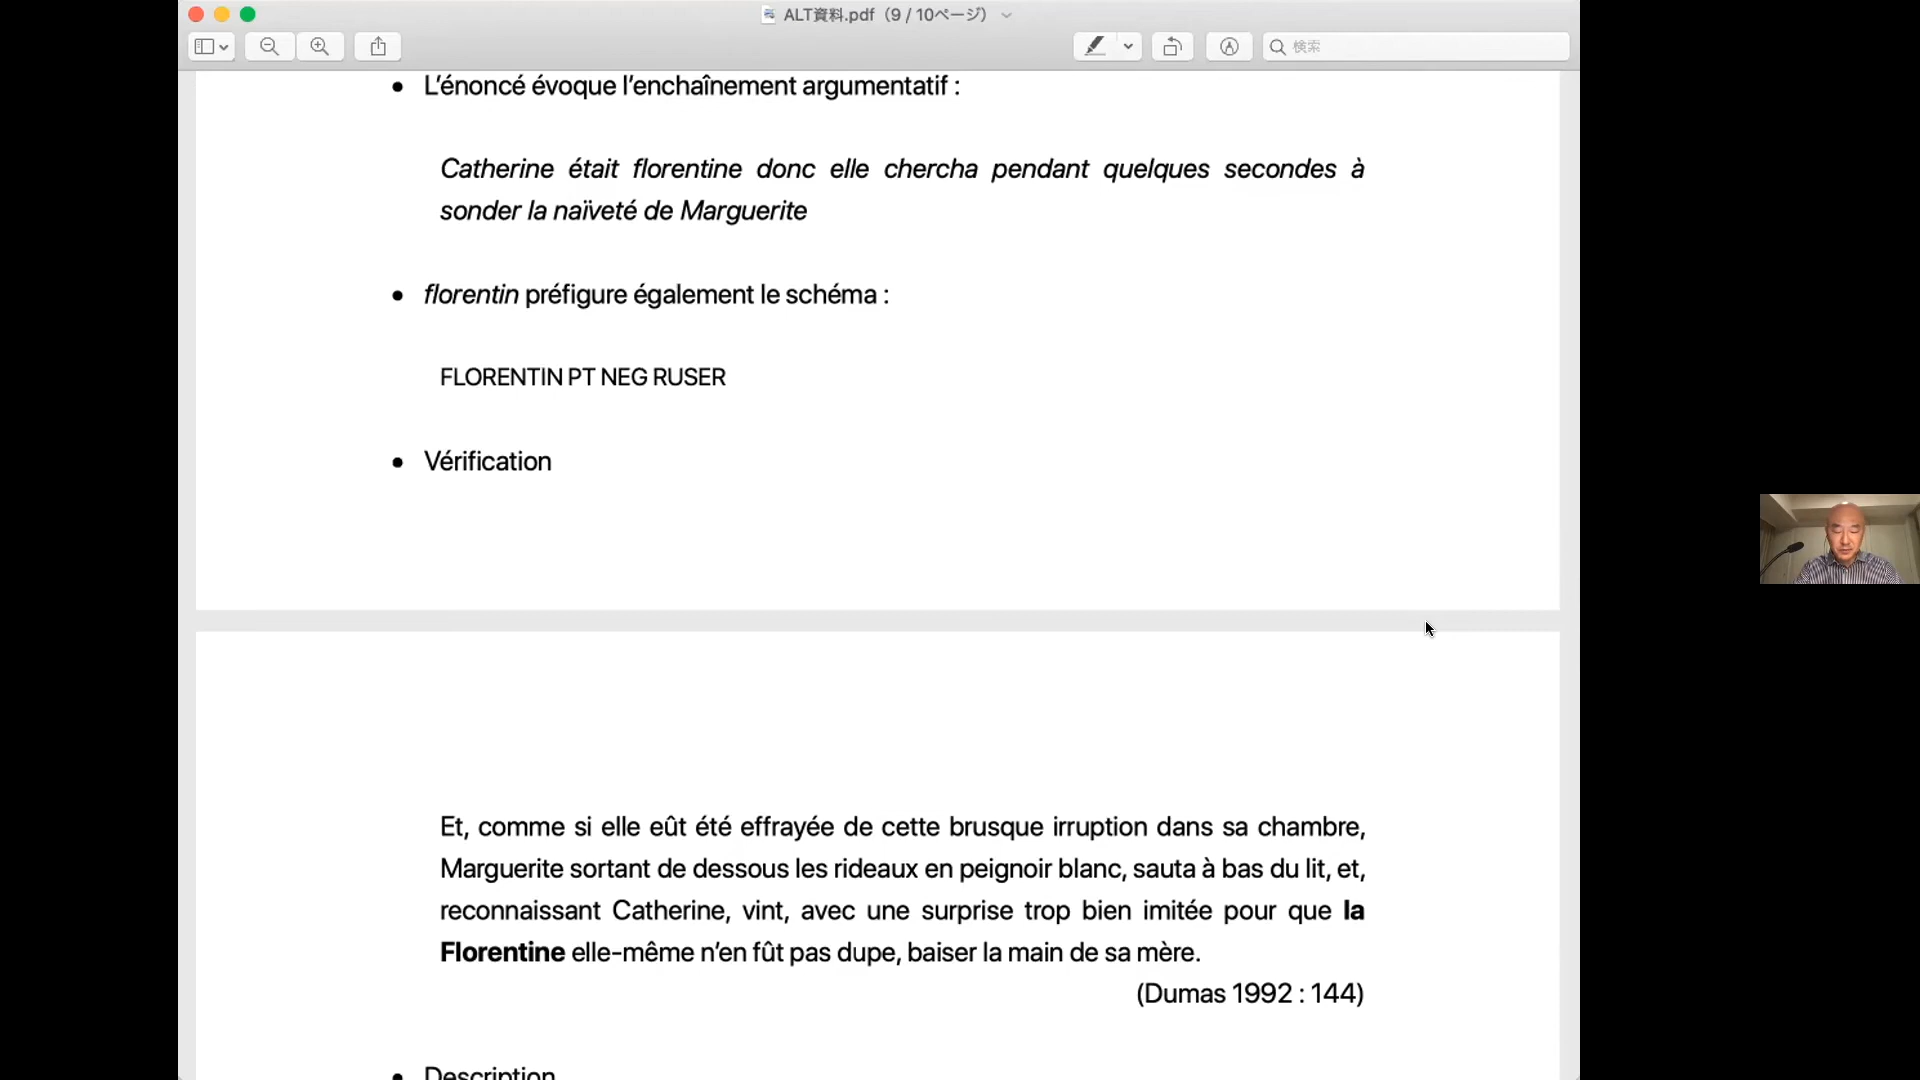 ALT資料.pdf（9 / 10ページ）
検索
• L’énoncé évoque l’enchaînement argumentatif :
Catherine était florentine donc elle chercha pendant quelques secondes à
sonder la naïveté de Marguerite
• florentin préfigure également le schéma :
FLORENTIN PT NEG RUSER
• Vérification
Et, comme si elle eût été effrayée de cette brusque irruption dans sa chambre,
Marguerite sortant de dessous les rideaux en peignoir blanc, sauta à bas du lit, et,
reconnaissant Catherine, vint, avec une surprise trop bien imitée pour que la
Florentine elle-même n’en fût pas dupe, baiser la main de sa mère.
(Dumas 1992 : 144)
• Description